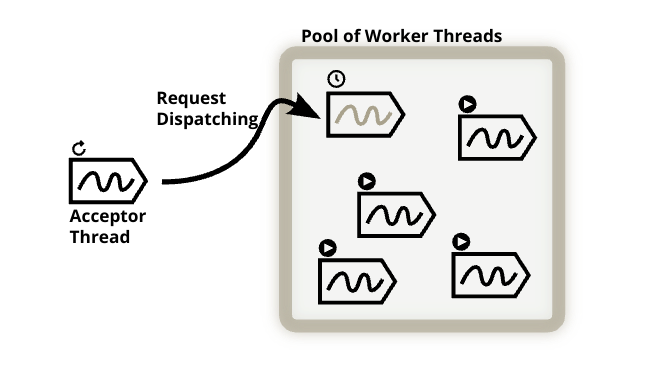 Pool of Worker Threads
Request
Dispatching
Acceptor
Thread